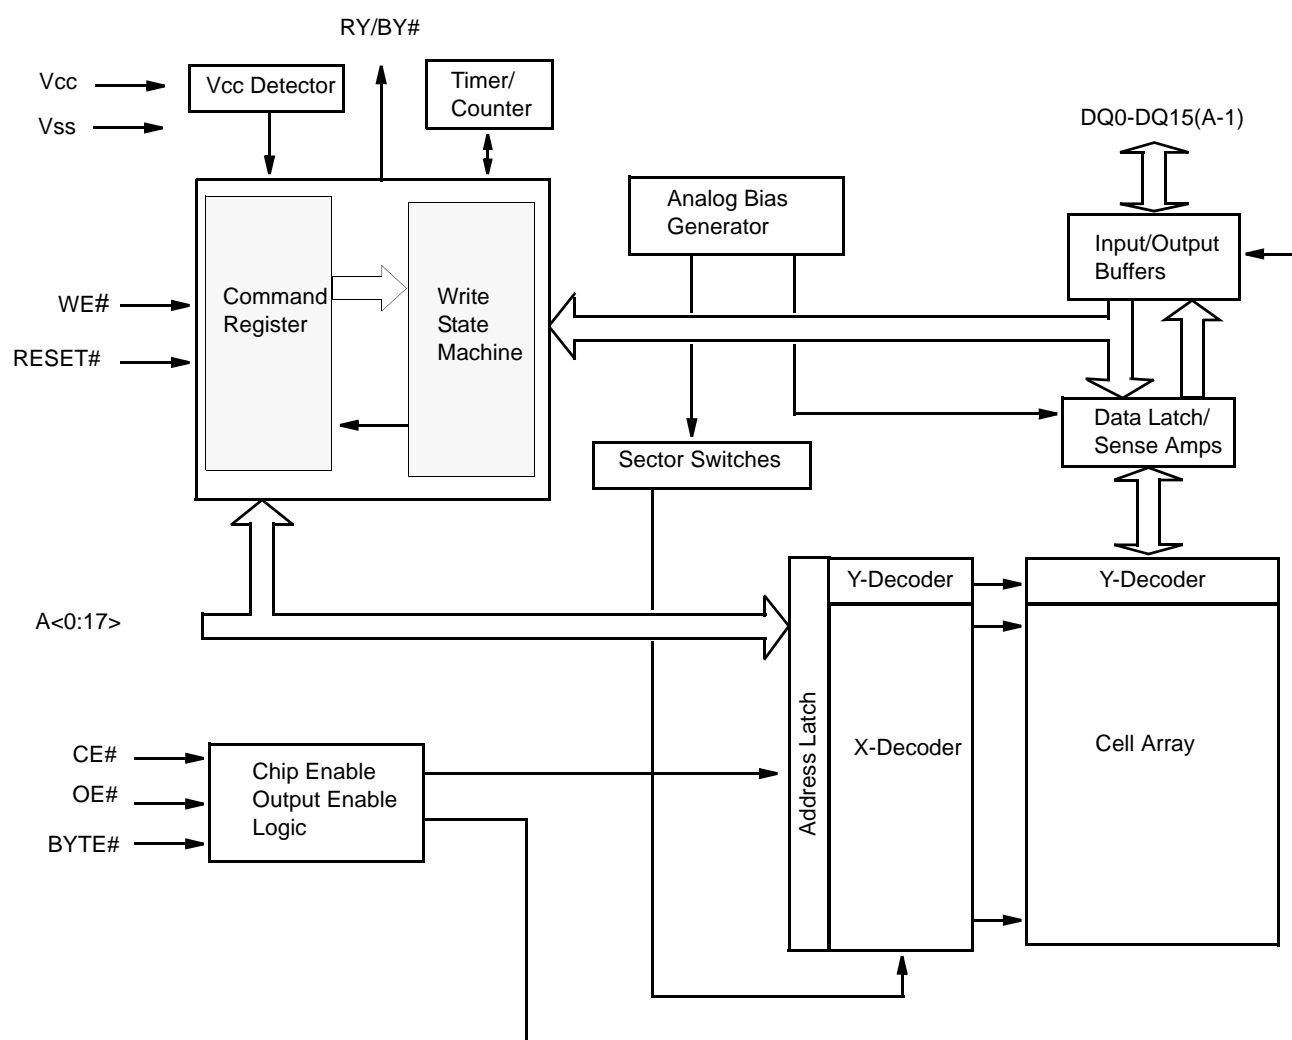 RY/BY#
Vcc
Vss
Vcc Detector
Timer/
Counter
DQ0-DQ15(A-1)
Analog Bias
Generator
Input/Output
Buffers
WE#
RESET#
Command
Register
Write
State
Machine
Data Latch/
Sense Amps
Sector Switches
Y-Decoder
Y-Decoder
A<0:17>
Address Latch
X-Decoder
Cell Array
CE#
OE#
BYTE#
Chip Enable
Output Enable
Logic